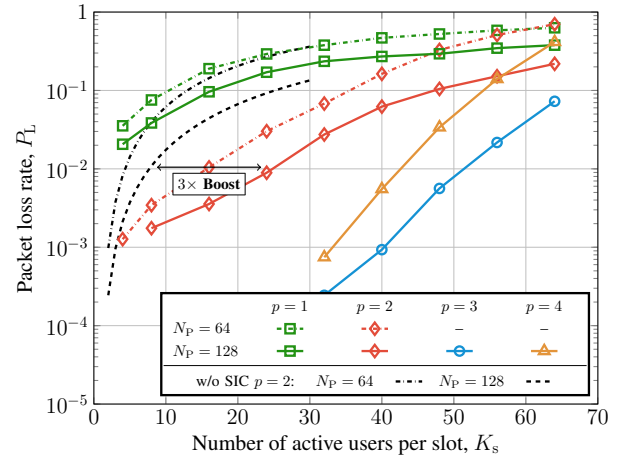 1
10⁻¹
10⁻²
10⁻³
10⁻⁴
10⁻⁵
Packet loss rate, P_L
3× Boost
p = 1 p = 2 p = 3 p = 4
N_P = 64 – –
N_P = 128
w/o SIC p = 2: N_P = 64 N_P = 128
0 10 20 30 40 50 60 70
Number of active users per slot, K_s